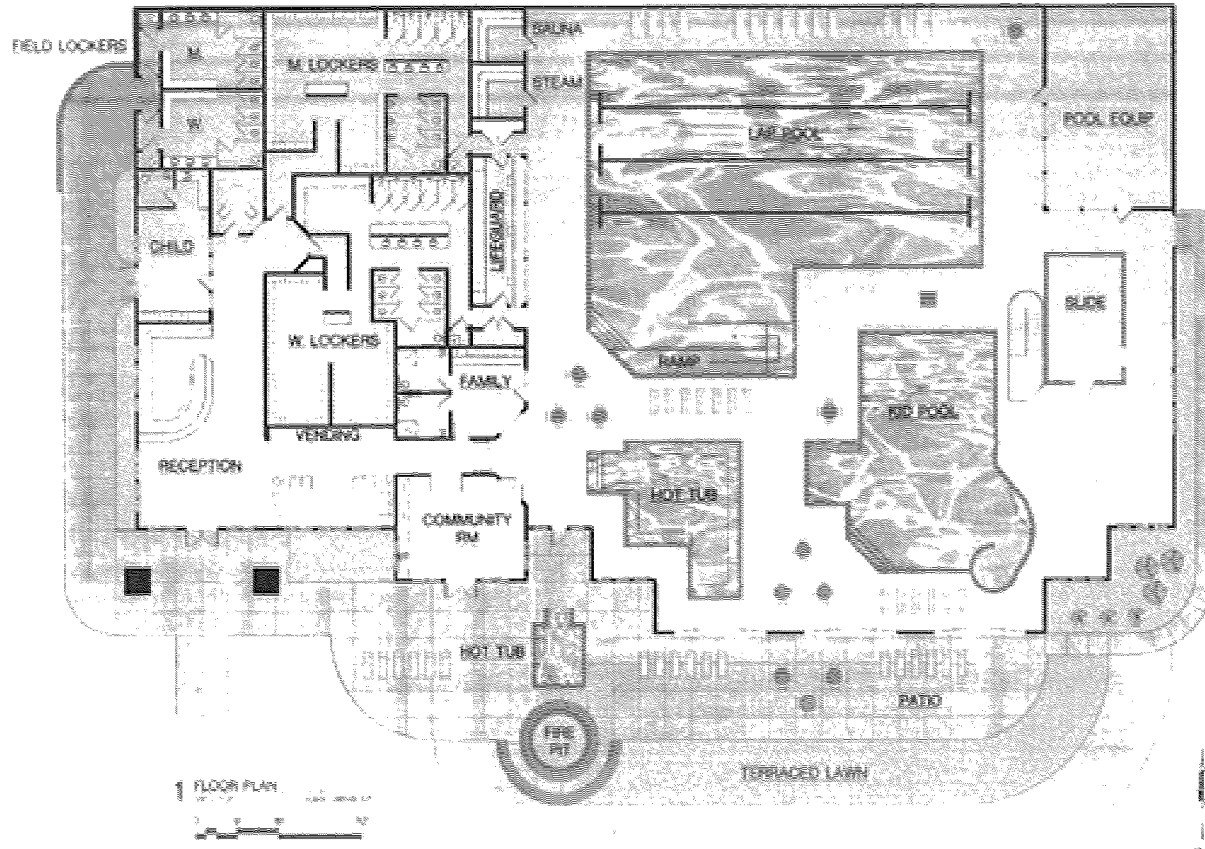 FIELD LOCKERS
M.
M. LOCKERS
SAUNA
STEAM
W.
LAP POOL
POOL EQUIP
CHILD
LIFEGUARD
SLIDE
W. LOCKERS
RAMP
FAMILY
KID POOL
VENDING
RECEPTION
HOT TUB
COMMUNITY
RM
HOT TUB
PATIO
FIRE
PIT
TERRACED LAWN
1 FLOOR PLAN